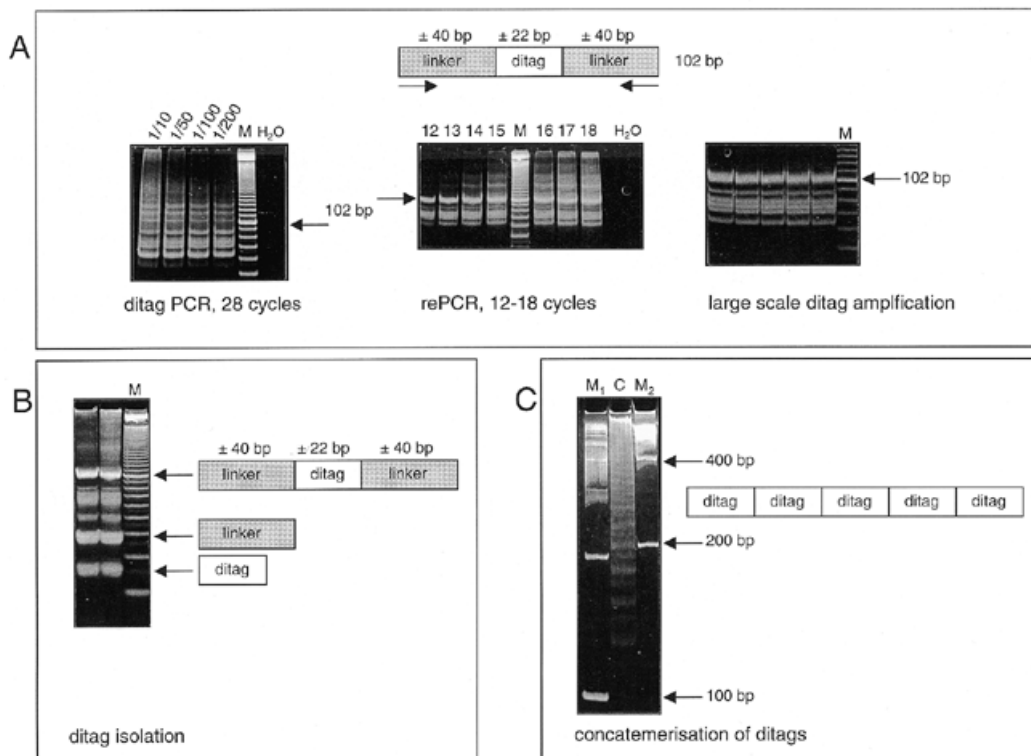 A
± 40 bp ± 22 bp ± 40 bp
linker ditag linker 102 bp
1/10 1/50 1/100 1/200 M H₂O
102 bp
12 13 14 15 M 16 17 18 H₂O
M
102 bp
ditag PCR, 28 cycles
rePCR, 12-18 cycles
large scale ditag amplfication
B
M
± 40 bp ± 22 bp ± 40 bp
linker ditag linker
linker
ditag
ditag isolation
C
M₁ C M₂
400 bp
ditag ditag ditag ditag ditag
200 bp
100 bp
concatemerisation of ditags